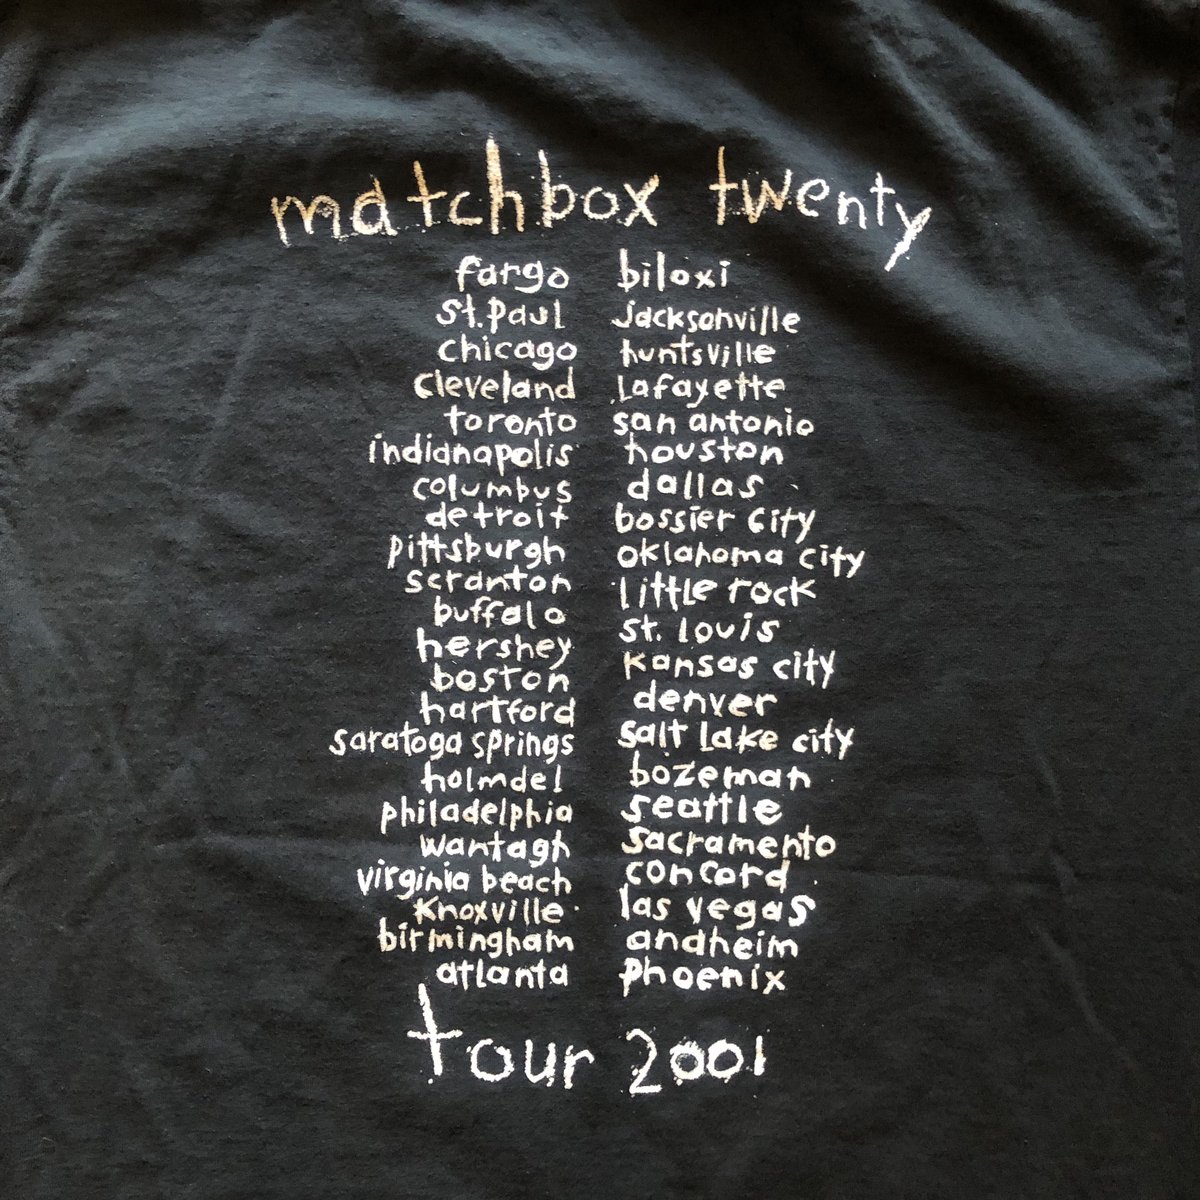 matchbox twenty
fargo
st. paul
chicago
cleveland
toronto
indianapolis
columbus
detroit
pittsburgh
scranton
buffalo
hershey
boston
hartford
saratoga springs
holmdel
philadelphia
wantagh
virginia beach
knoxville
birmingham
atlanta
biloxi
jacksonville
huntsville
Lafayette
san antonio
houston
dallas
bossier city
oklahoma city
little rock
st. louis
kansas city
denver
salt lake city
bozeman
seattle
sacramento
concord
las vegas
anaheim
phoenix
tour 2001